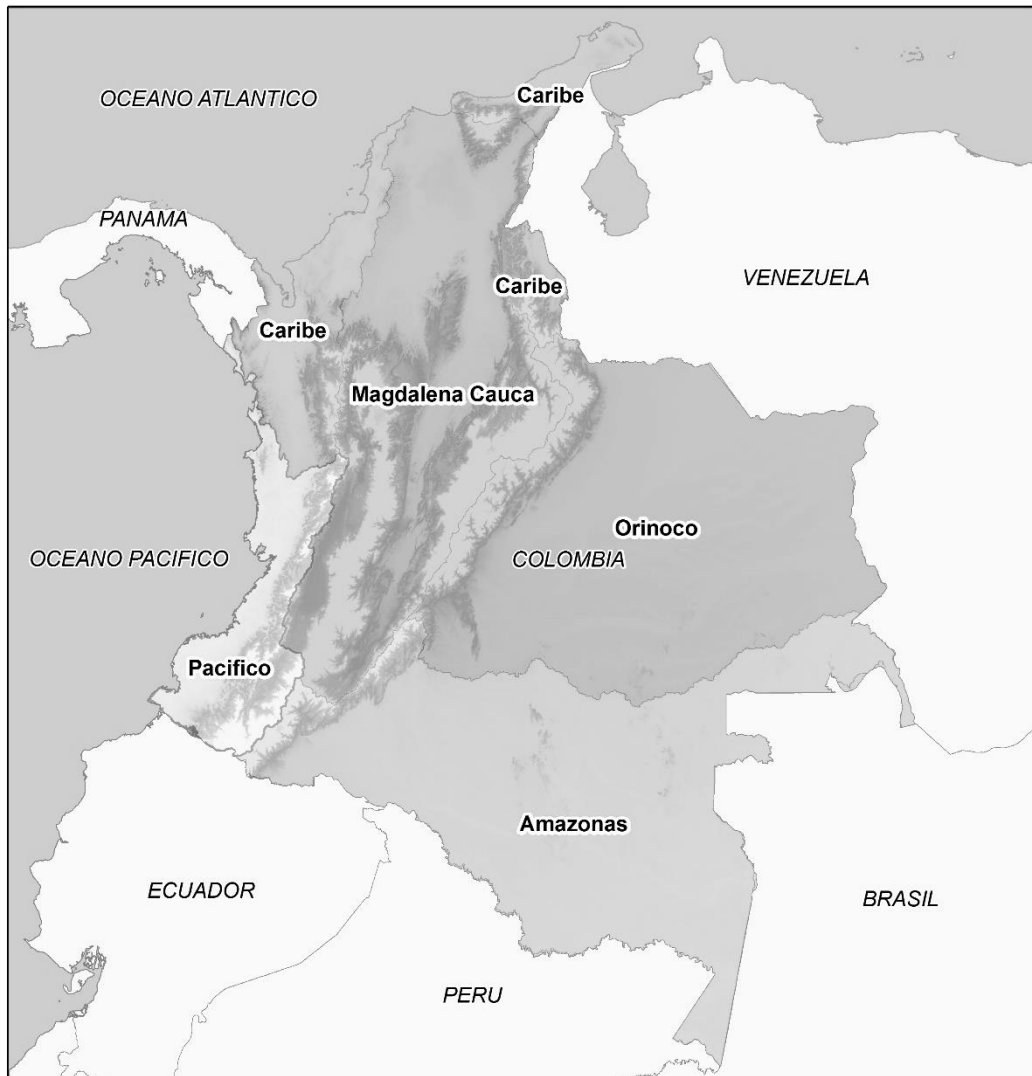 OCEANO ATLANTICO
Caribe
PANAMA
VENEZUELA
Caribe
Caribe
Magdalena Cauca
Orinoco
OCEANO PACIFICO
COLOMBIA
Pacifico
Amazonas
ECUADOR
BRASIL
PERU